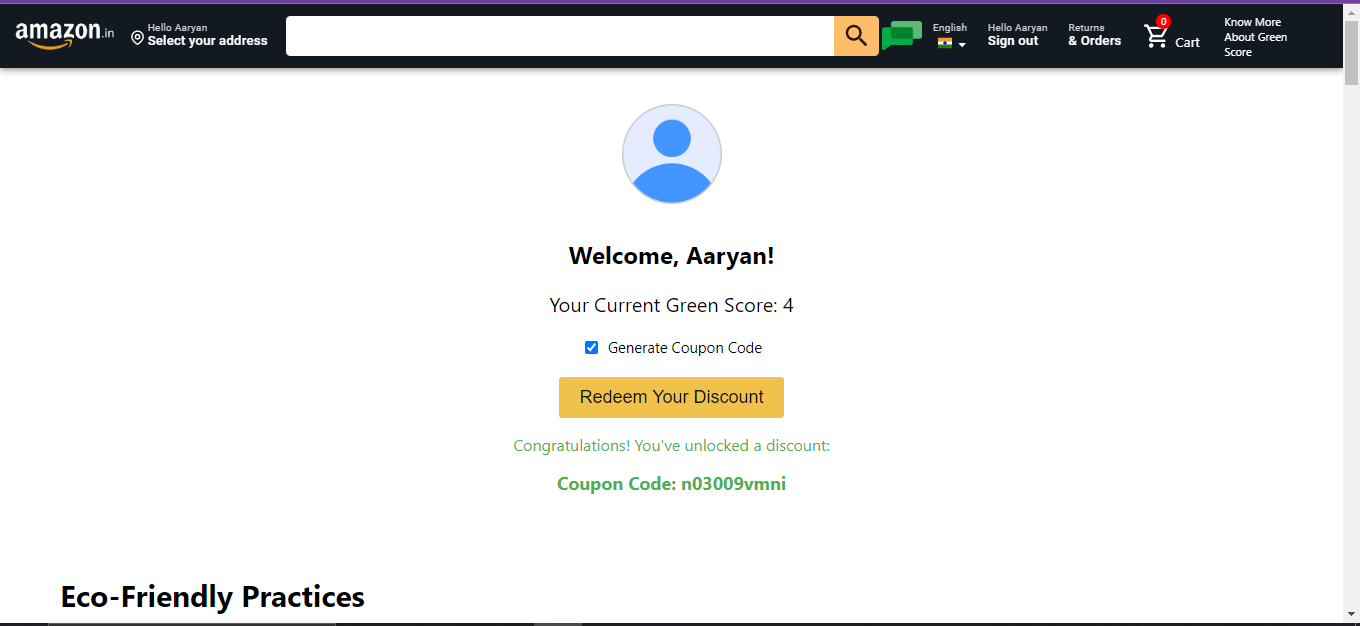 amazon.in
Hello Aaryan
Select your address
English
Hello Aaryan
Sign out
Returns
& Orders
0
Cart
Know More
About Green
Score
Welcome, Aaryan!
Your Current Green Score: 4
Generate Coupon Code
Redeem Your Discount
Congratulations! You've unlocked a discount:
Coupon Code: n03009vmni
Eco-Friendly Practices